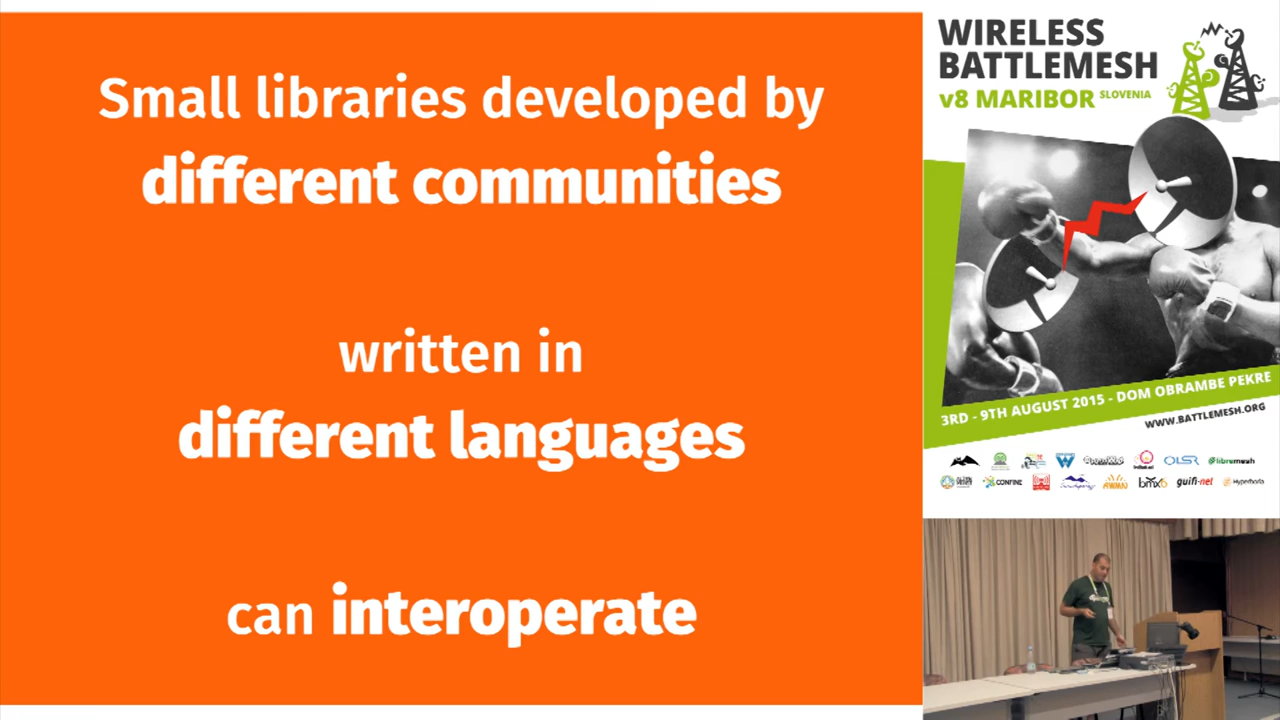 Small libraries developed by
different communities
written in
different languages
can interoperate
WIRELESS
BATTLEMESH
v8 MARIBOR SLOVENIA
3RD - 9TH AUGUST 2015 - DOM OBRAMBE PEKRE
WWW.BATTLEMESH.ORG
OLSR
libremesh
CONFINE
bmx6
guifi·net
Hyperboria